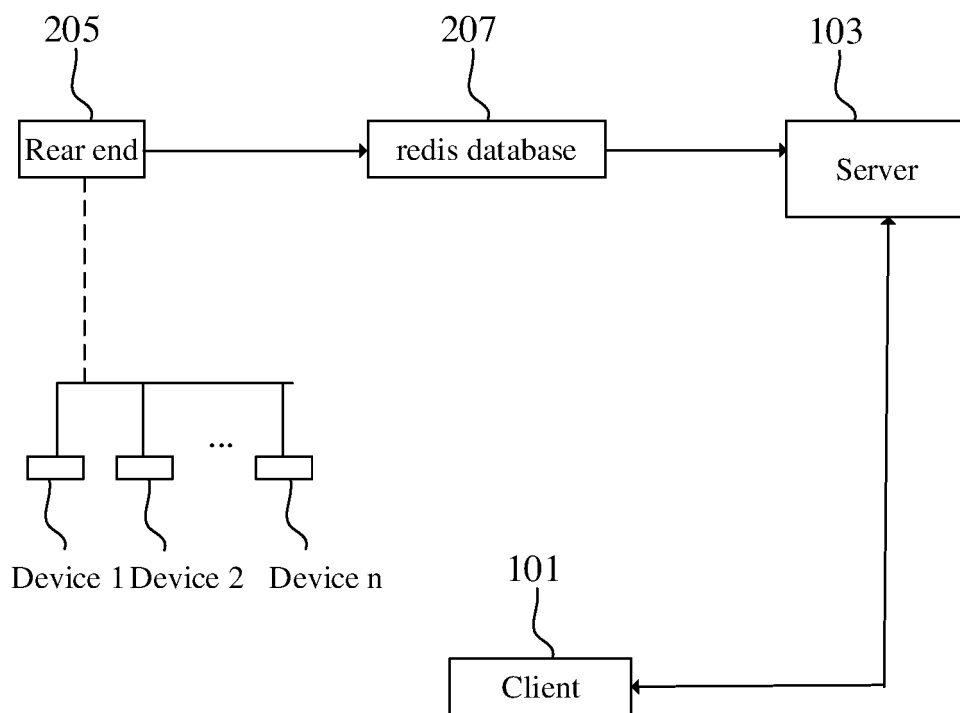 205
207
103
Rear end
redis database
Server
...
Device 1
Device 2
Device n
101
Client